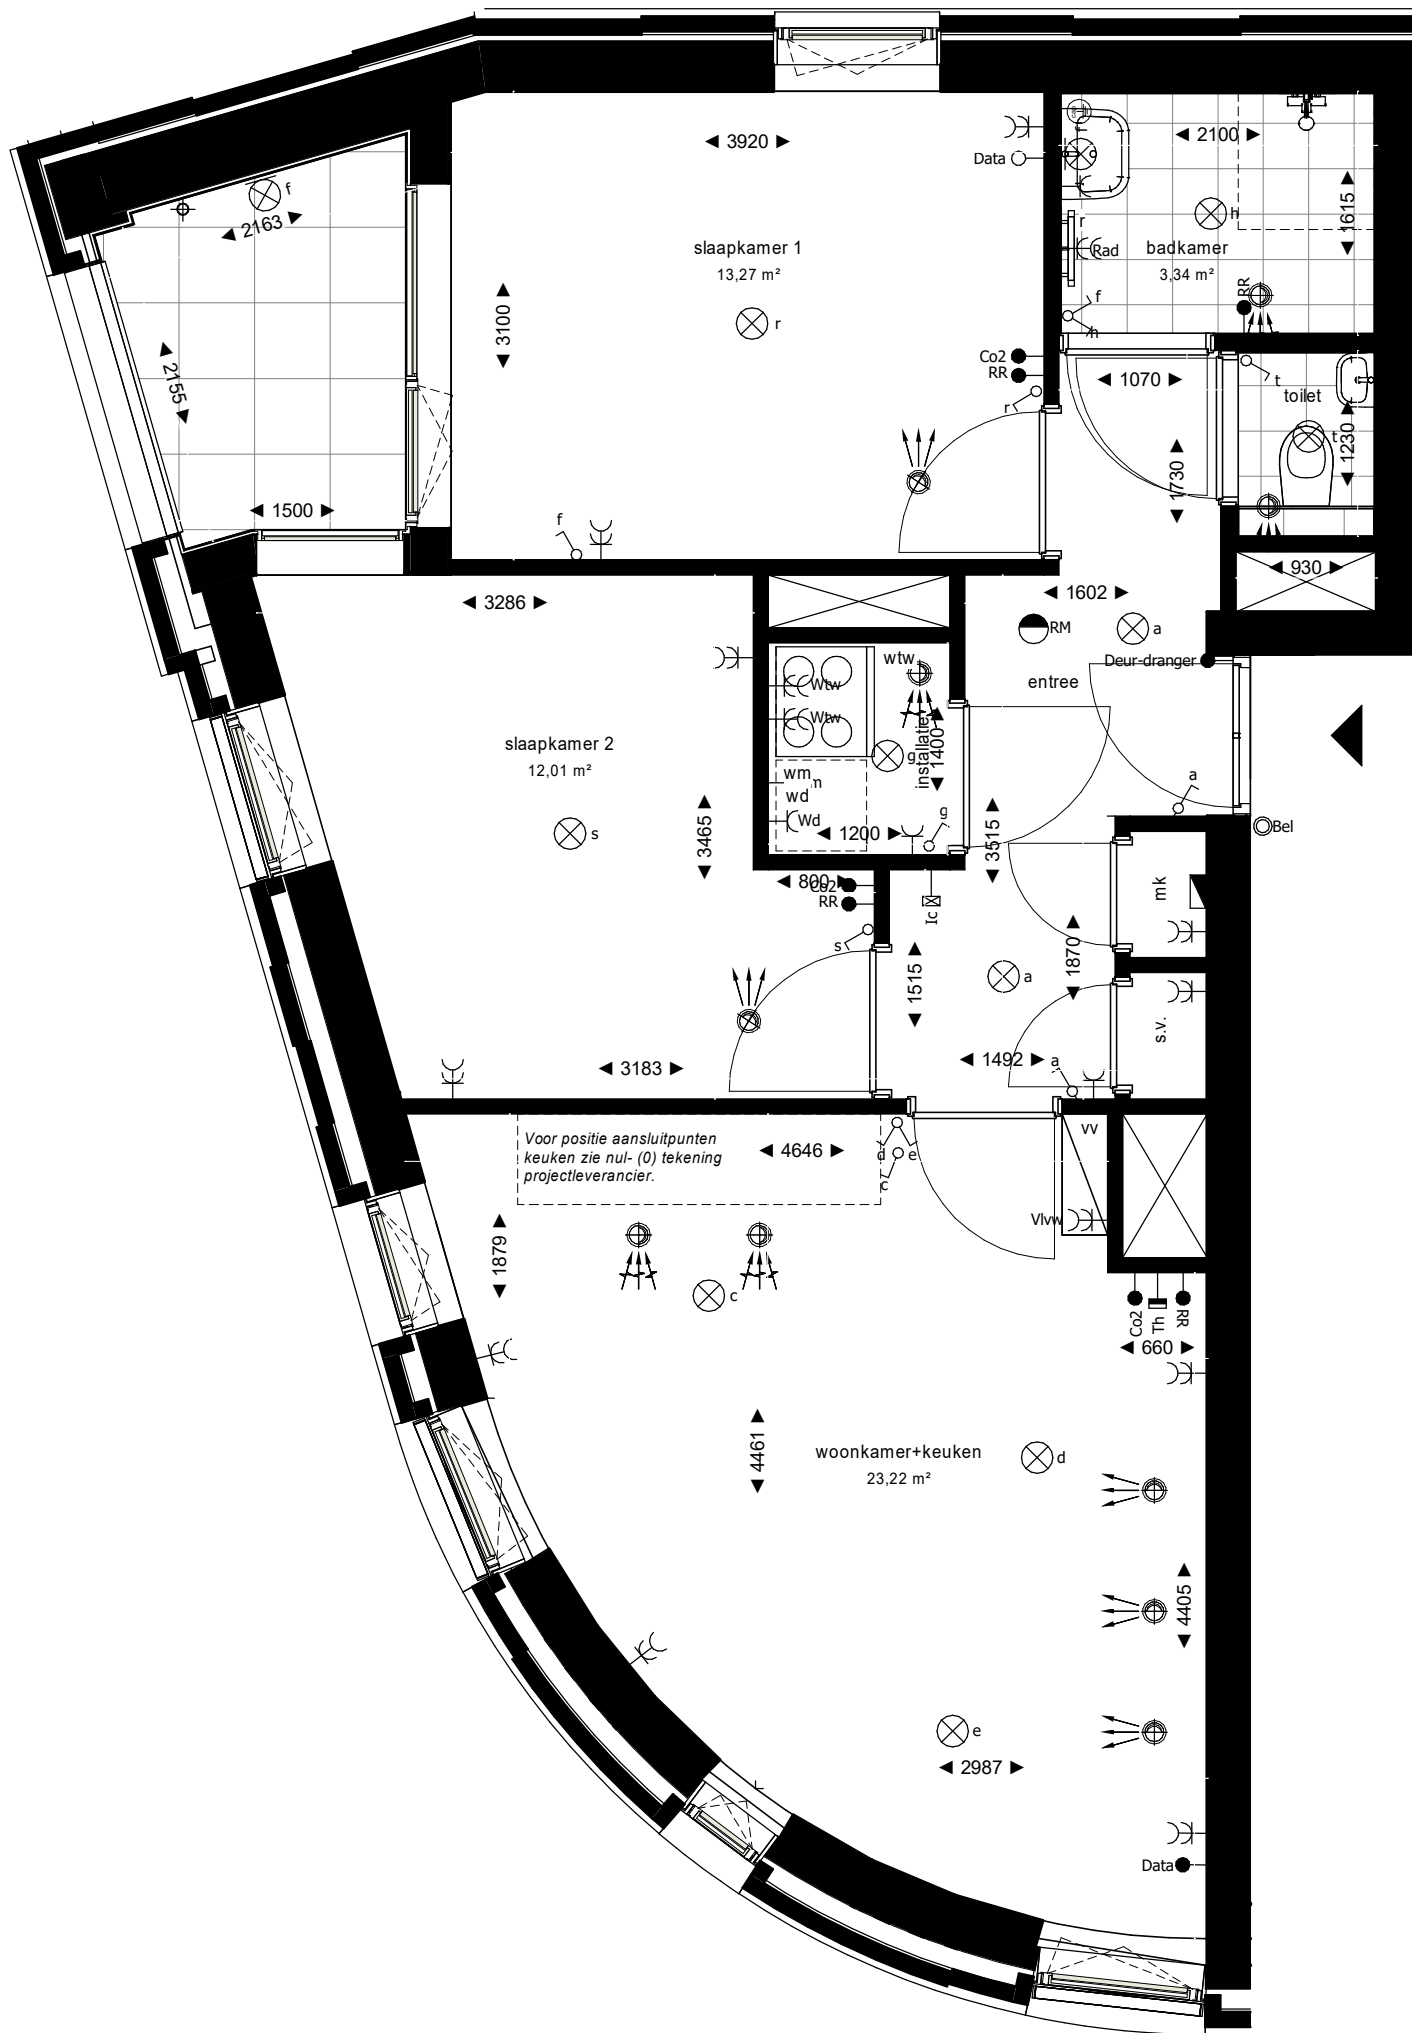 f
2163
3920
Data
2100
h
r
Rad
slaapkamer 1
13,27 m²
badkamer
3,34 m²
1615
3100
r
f
h
RR
Co2
RR
r
1070
t
toilet
t
1230
2155
1730
1500
f
3286
1602
930
RM
a
Deur-dranger
entree
wtw
Wtw
Wtw
g
installatie
1400
slaapkamer 2
12,01 m²
s
wm
wd
Wd
1200
g
3465
3515
a
Bel
800
Co2
RR
Ic
mk
s
1515
a
1870
s.v.
3183
1492
a
Voor positie aansluitpunten
keuken zie nul- (0) tekening
projectleverancier.
4646
d
e
c
vv
Vlvw
1879
c
Co2
Th
RR
660
4461
woonkamer+keuken
23,22 m²
d
4405
e
2987
Data